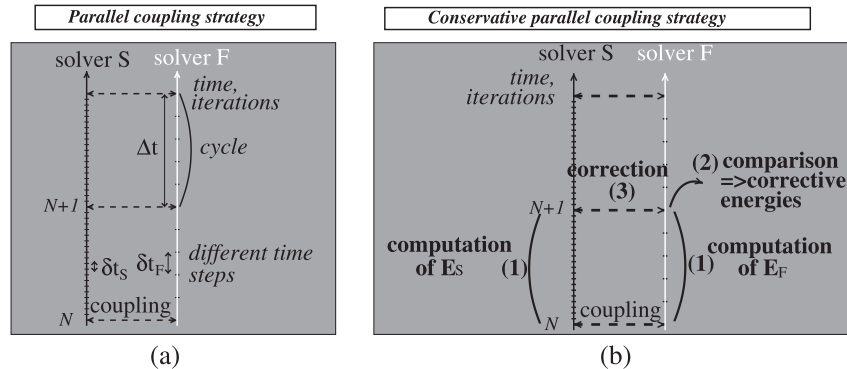 Parallel coupling strategy
Conservative parallel coupling strategy
solver S
solver F
time,
iterations
Δt
cycle
N+1
δtS
δtF
different time
steps
coupling
N
(a)
solver S
solver F
time,
iterations
correction
(3)
(2) comparison
=>corrective
energies
N+1
computation
of ES
(1)
(1)
computation
of EF
coupling
N
(b)